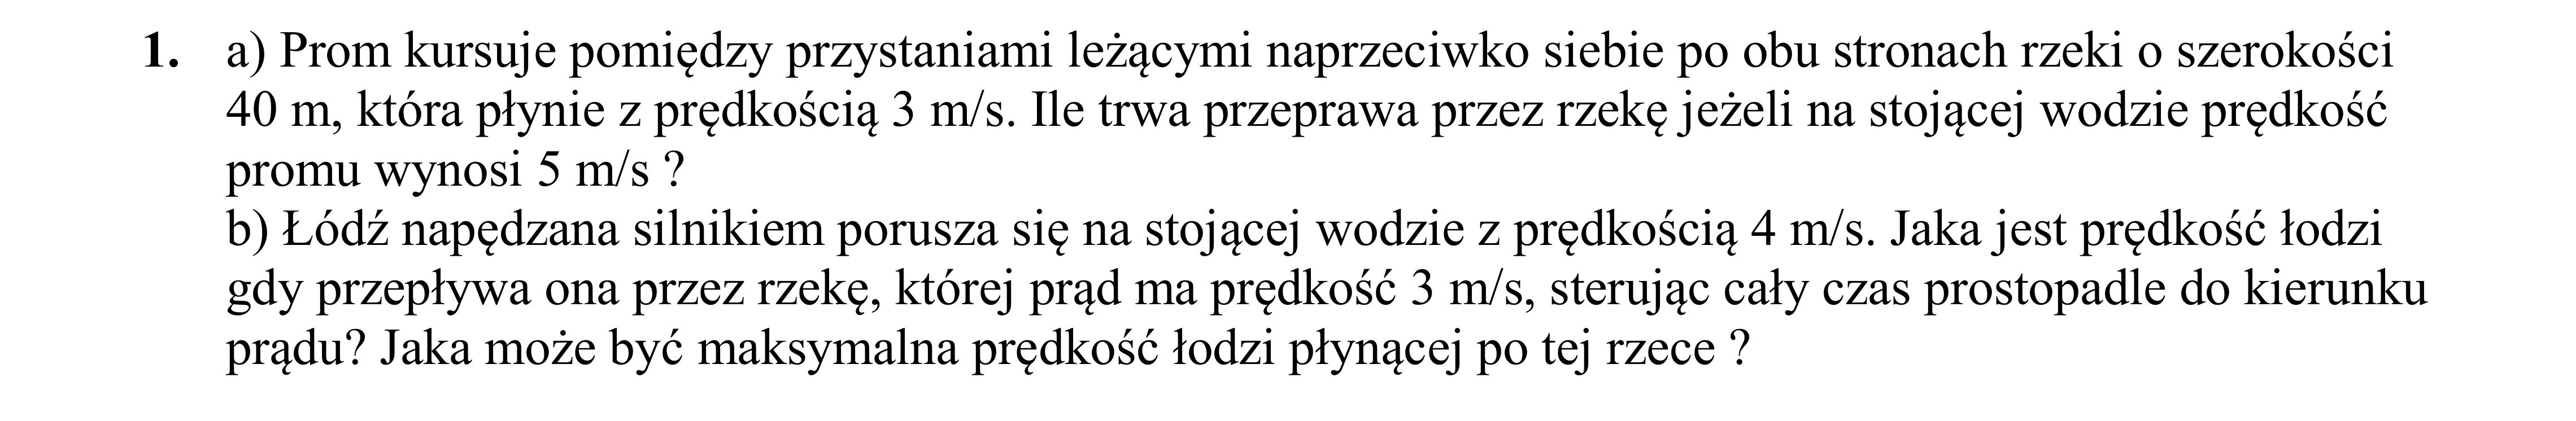 1. a) Prom kursuje pomiędzy przystaniami leżącymi naprzeciwko siebie po obu stronach rzeki o szerokości
40 m, która płynie z prędkością 3 m/s. Ile trwa przeprawa przez rzekę jeżeli na stojącej wodzie prędkość
promu wynosi 5 m/s ?
b) Łódź napędzana silnikiem porusza się na stojącej wodzie z prędkością 4 m/s. Jaka jest prędkość łodzi
gdy przepływa ona przez rzekę, której prąd ma prędkość 3 m/s, sterując cały czas prostopadle do kierunku
prądu? Jaka może być maksymalna prędkość łodzi płynącej po tej rzece ?